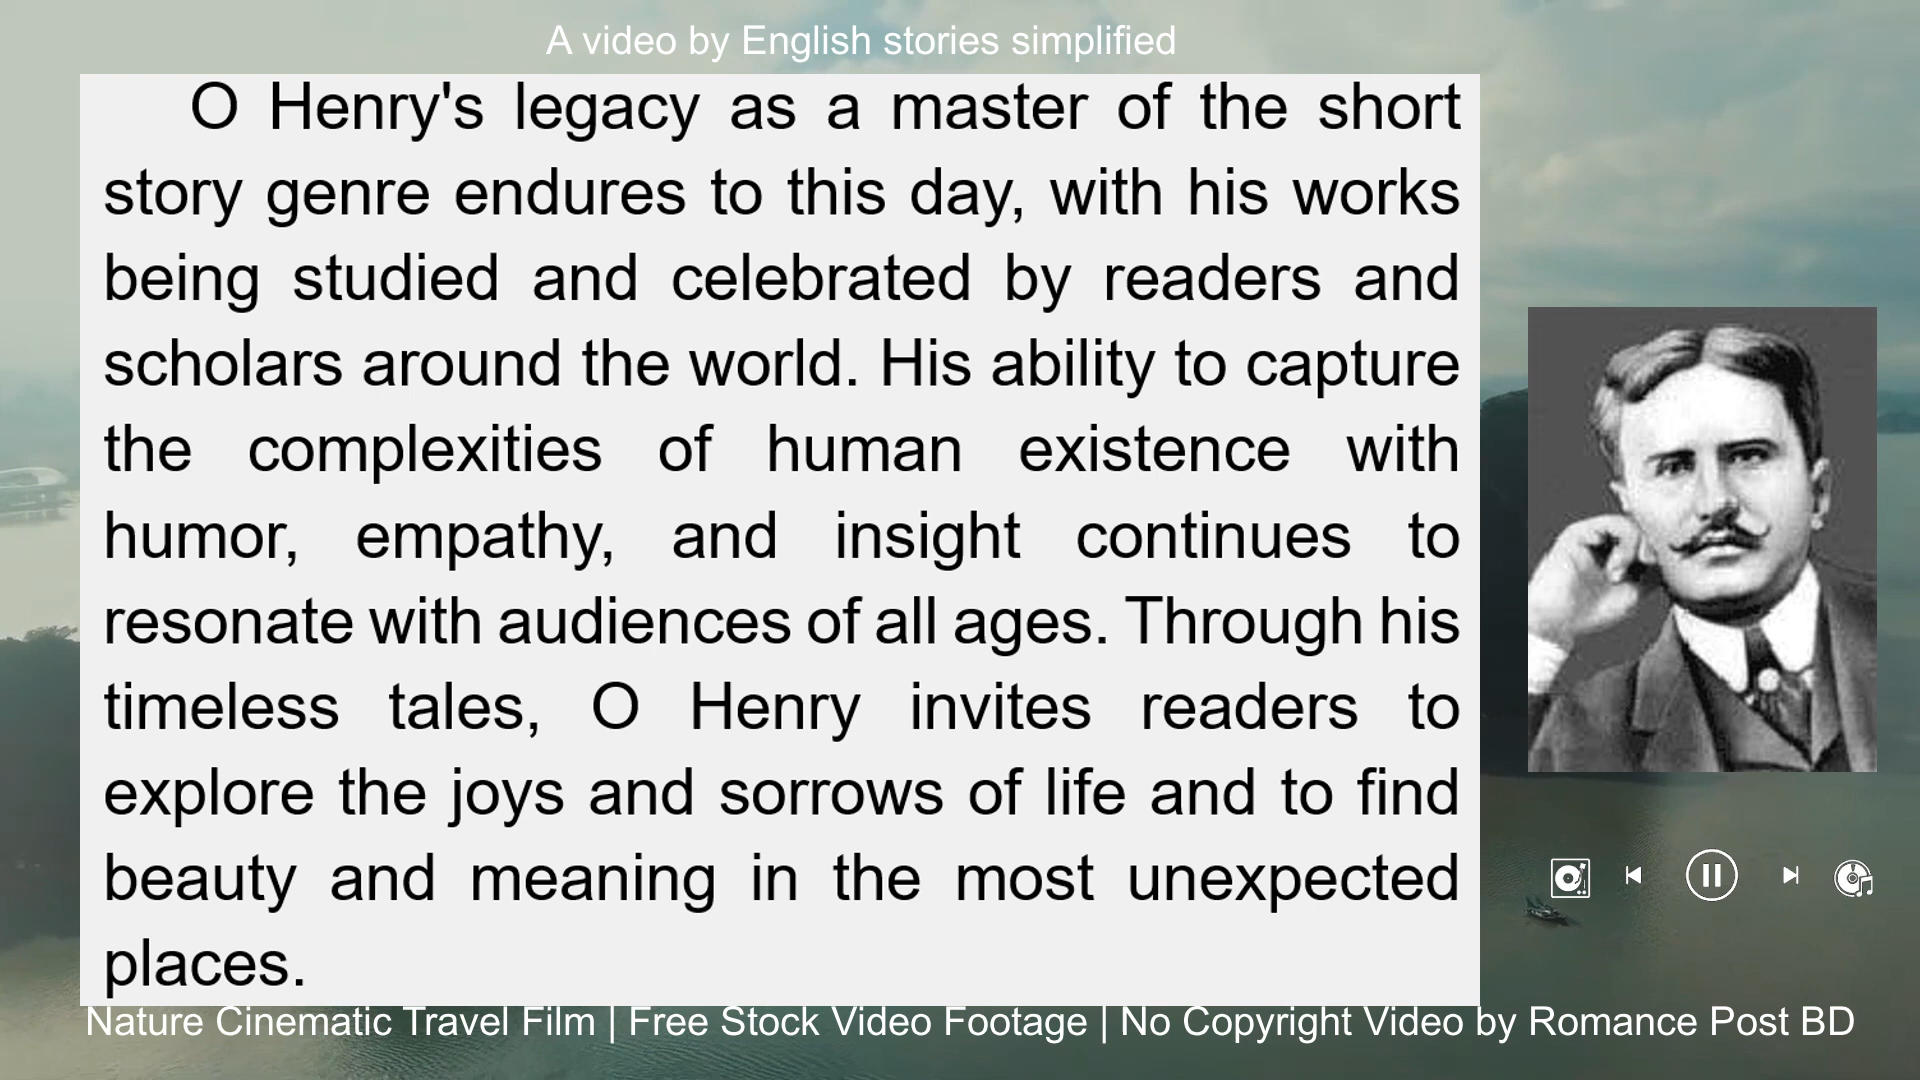 A video by English stories simplified
O Henry's legacy as a master of the short
story genre endures to this day, with his works
being studied and celebrated by readers and
scholars around the world. His ability to capture
the complexities of human existence with
humor, empathy, and insight continues to
resonate with audiences of all ages. Through his
timeless tales, O Henry invites readers to
explore the joys and sorrows of life and to find
beauty and meaning in the most unexpected
places.
Nature Cinematic Travel Film | Free Stock Video Footage | No Copyright Video by Romance Post BD